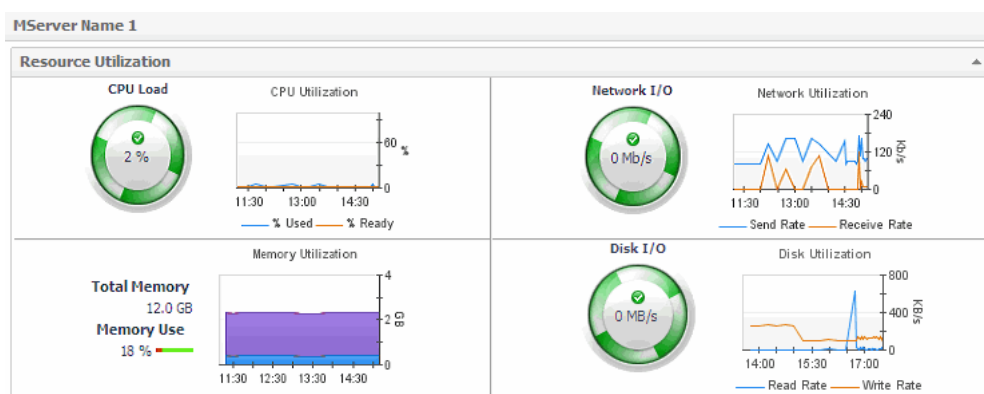 MServer Name 1
Resource Utilization
CPU Load
2 %
CPU Utilization
60
%
0
11:30 13:00 14:30
% Used % Ready
Network I/O
0 Mb/s
Network Utilization
240
120
Kb/s
0
11:30 13:00 14:30
Send Rate Receive Rate
Total Memory
12.0 GB
Memory Use
18 %
Memory Utilization
4
2
GB
0
11:30 12:30 13:30 14:30
Disk I/O
0 MB/s
Disk Utilization
800
400
KB/s
0
14:00 15:30 17:00
Read Rate Write Rate